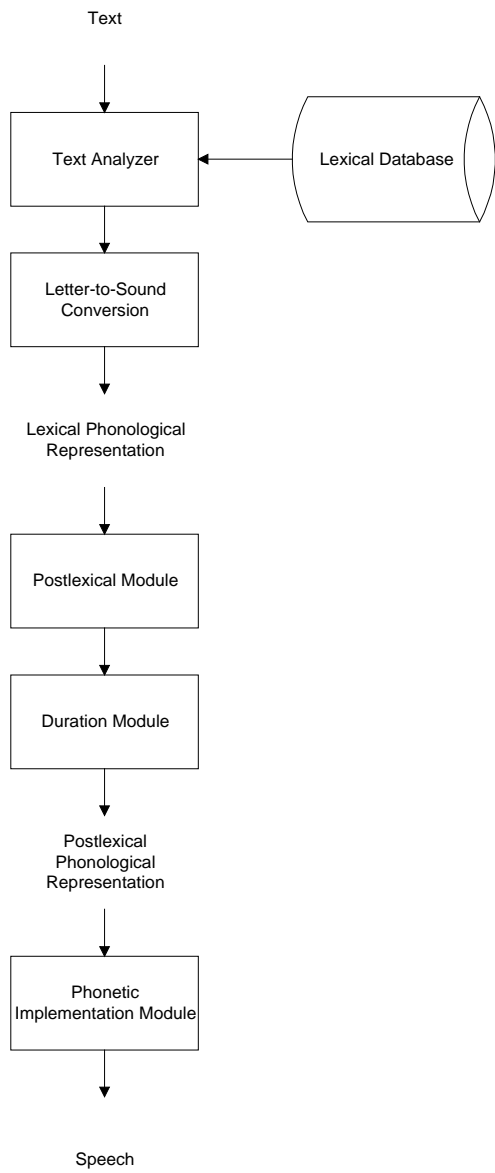 Text
Text Analyzer
Lexical Database
Letter-to-Sound
Conversion
Lexical Phonological
Representation
Postlexical Module
Duration Module
Postlexical
Phonological
Representation
Phonetic
Implementation Module
Speech